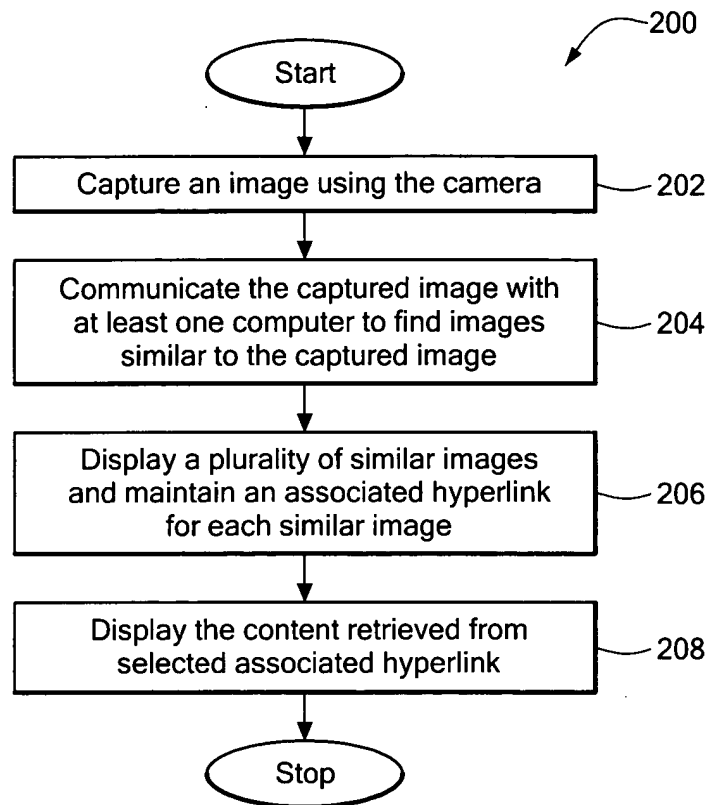 200
Start
Capture an image using the camera
202
Communicate the captured image with
at least one computer to find images
similar to the captured image
204
Display a plurality of similar images
and maintain an associated hyperlink
for each similar image
206
Display the content retrieved from
selected associated hyperlink
208
Stop